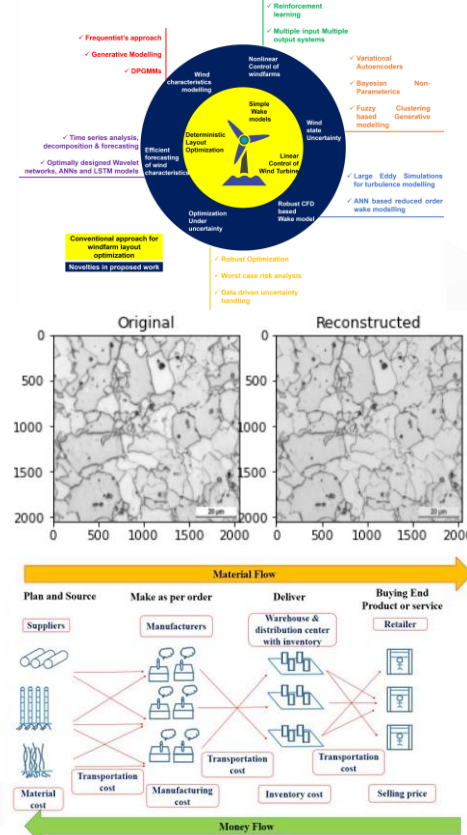 ✓ Reinforcement
learning
✓ Multiple input Multiple
output systems
✓ Frequentist's approach
✓ Generative Modelling
✓ DPGMMs
✓ Variational
Autoencoders
✓ Bayesian Non-
Parameterics
✓ Fuzzy Clustering
based Generative
modelling
Nonlinear
Control of
windfarms
Wind
characteristics
modelling
Simple
Wake
models
Wind
state
Uncertainty
Deterministic
Layout
Optimization
✓ Time series analysis,
decomposition & forecasting
✓ Optimally designed Wavelet
networks, ANNs and LSTM models
Efficient
forecasting
of wind
characteristics
Linear
Control of
Wind Turbine
✓ Large Eddy Simulations
for turbulence modelling
✓ ANN based reduced order
wake modelling
Robust CFD
based
Wake model
Optimization
Under
uncertainty
Conventional approach for
windfarm layout
optimization
Novelties in proposed work
✓ Robust Optimization
✓ Worst case risk analysis
✓ Data driven uncertainty
handling
Original
Reconstructed
0
500
1000
1500
2000
20 µm
20 µm
0 500 1000 1500 2000
0 500 1000 1500 2000
Material Flow
Plan and Source
Make as per order
Deliver
Buying End
Product or service
Suppliers
Manufacturers
Warehouse &
distribution center
with inventory
Retailer
Transportation
cost
Transportation
cost
Transportation
cost
Material
cost
Manufacturing
cost
Inventory cost
Selling price
Money Flow